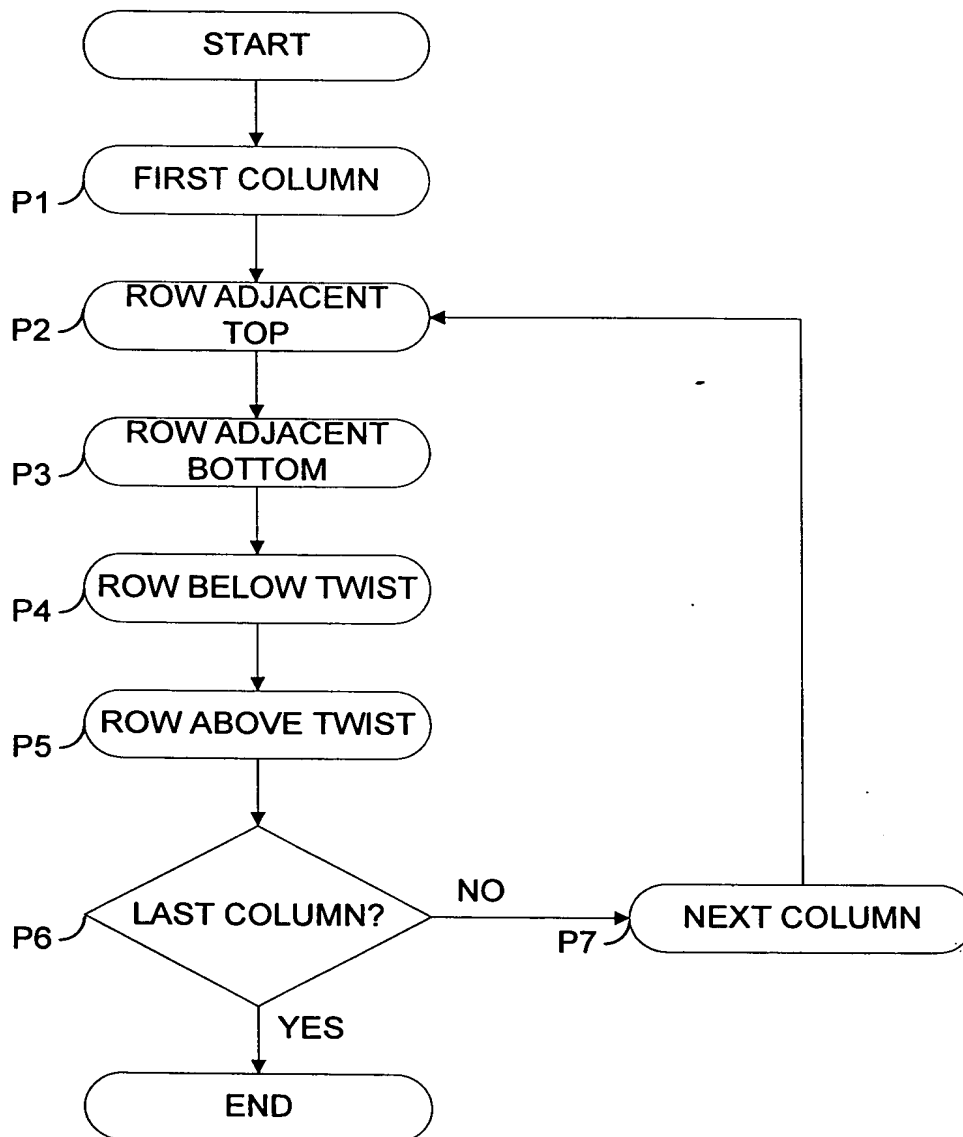 START
FIRST COLUMN
P1
ROW ADJACENT
TOP
P2
ROW ADJACENT
BOTTOM
P3
ROW BELOW TWIST
P4
ROW ABOVE TWIST
P5
LAST COLUMN?
P6
NO
NEXT COLUMN
P7
YES
END